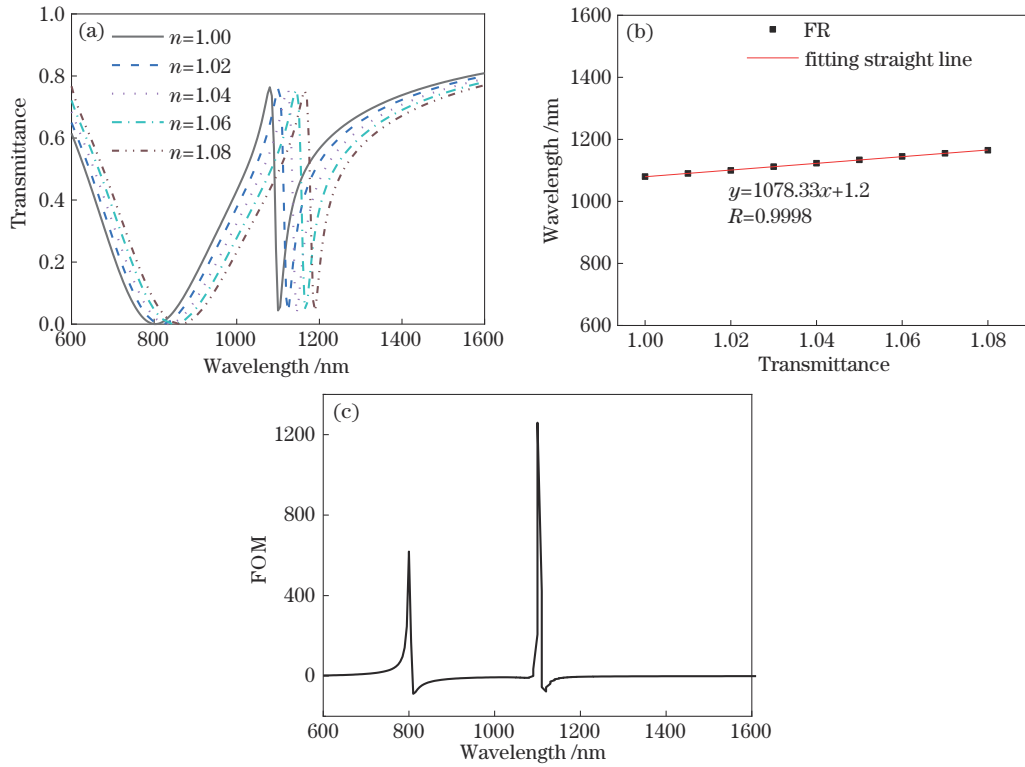 (a)
n=1.00
n=1.02
n=1.04
n=1.06
n=1.08
Transmittance
1.0
0.8
0.6
0.4
0.2
0.0
600 800 1000 1200 1400 1600
Wavelength /nm
(b)
FR
fitting straight line
y=1078.33x+1.2
R=0.9998
Wavelength /nm
1600
1400
1200
1000
800
600
1.00 1.02 1.04 1.06 1.08
Transmittance
(c)
FOM
1200
800
400
0
600 800 1000 1200 1400 1600
Wavelength /nm